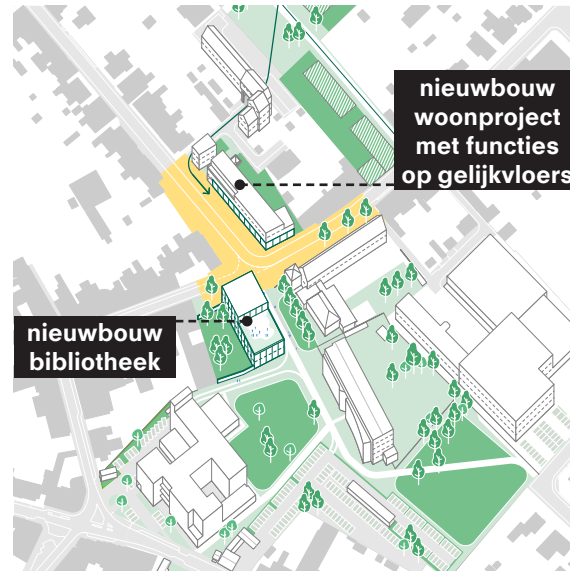 nieuwbouw
woonproject
met functies
op gelijkvloers
nieuwbouw
bibliotheek